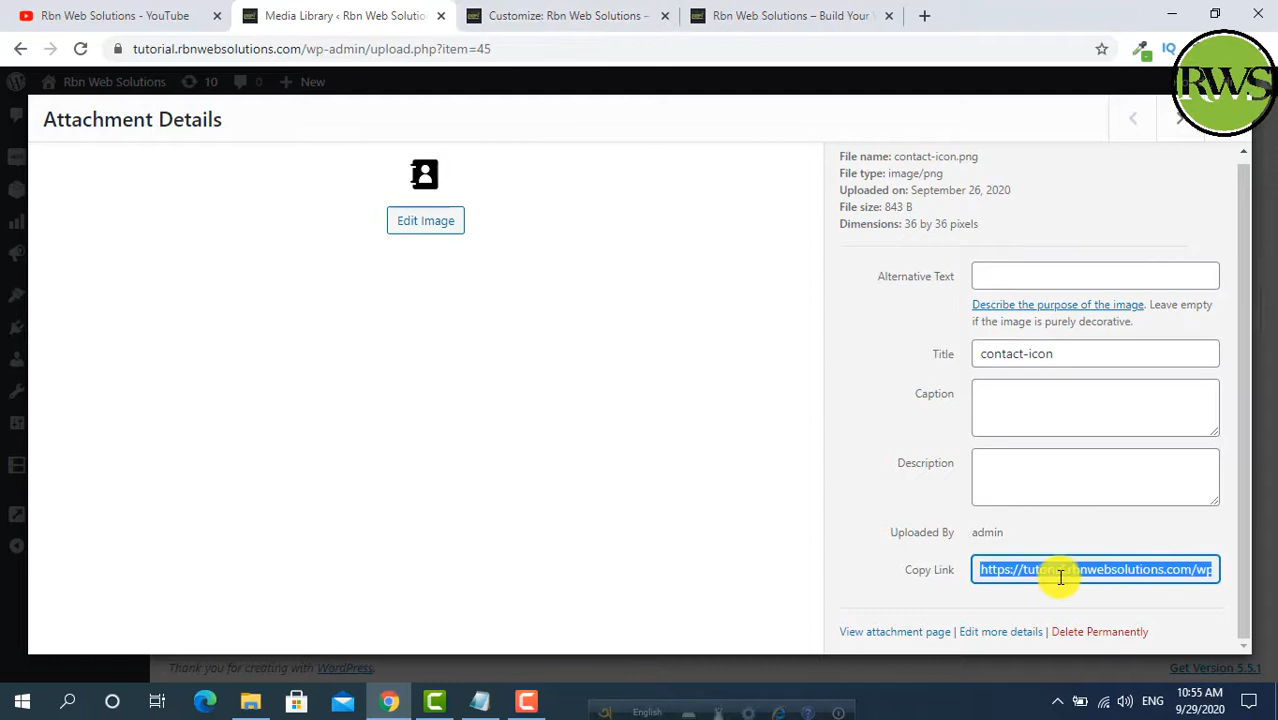 Rbn Web Solutions - YouTube
Media Library ‹ Rbn Web Solutio
Customize: Rbn Web Solutions –
Rbn Web Solutions – Build Your
tutorial.rbnwebsolutions.com/wp-admin/upload.php?item=45
IQ
RWS
Rbn Web Solutions
10
0
New
Attachment Details
File name: contact-icon.png
File type: image/png
Uploaded on: September 26, 2020
File size: 843 B
Dimensions: 36 by 36 pixels
Edit Image
Alternative Text
Describe the purpose of the image. Leave empty
if the image is purely decorative.
Title
contact-icon
Caption
Description
Uploaded By
admin
Copy Link
https://tutorial.rbnwebsolutions.com/wp
View attachment page | Edit more details | Delete Permanently
Thank you for creating with WordPress.
Get Version 5.5.1
English
ENG
10:55 AM
9/29/2020